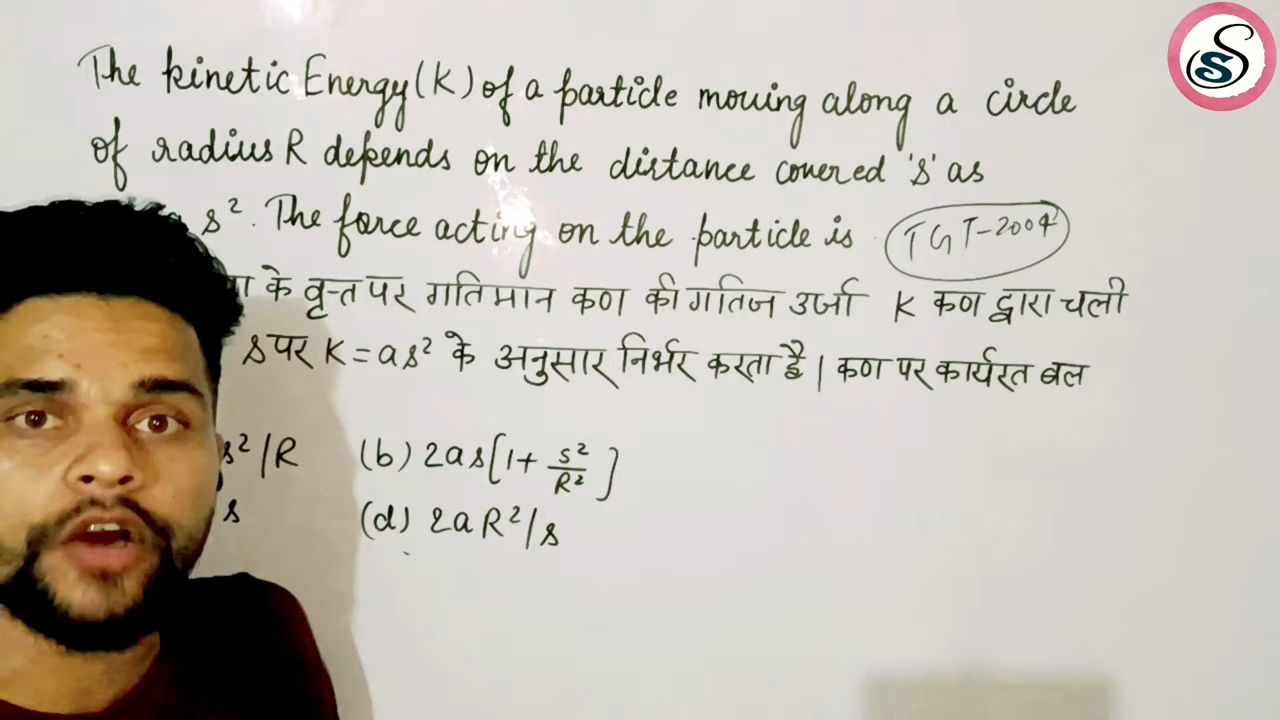 The kinetic Energy(K) of a particle moving along a circle
of radius R depends on the distance covered 's' as
s². The force acting on the particle is TGT-2004
के वृत्त पर गतिमान कण की गतिज उर्जा K कण द्वारा चली
s पर K = as² के अनुसार निर्भर करता है | कण पर कार्यरत बल
s²/R (b) 2as[1+ s²/R² ]
s (d) 2aR²/s